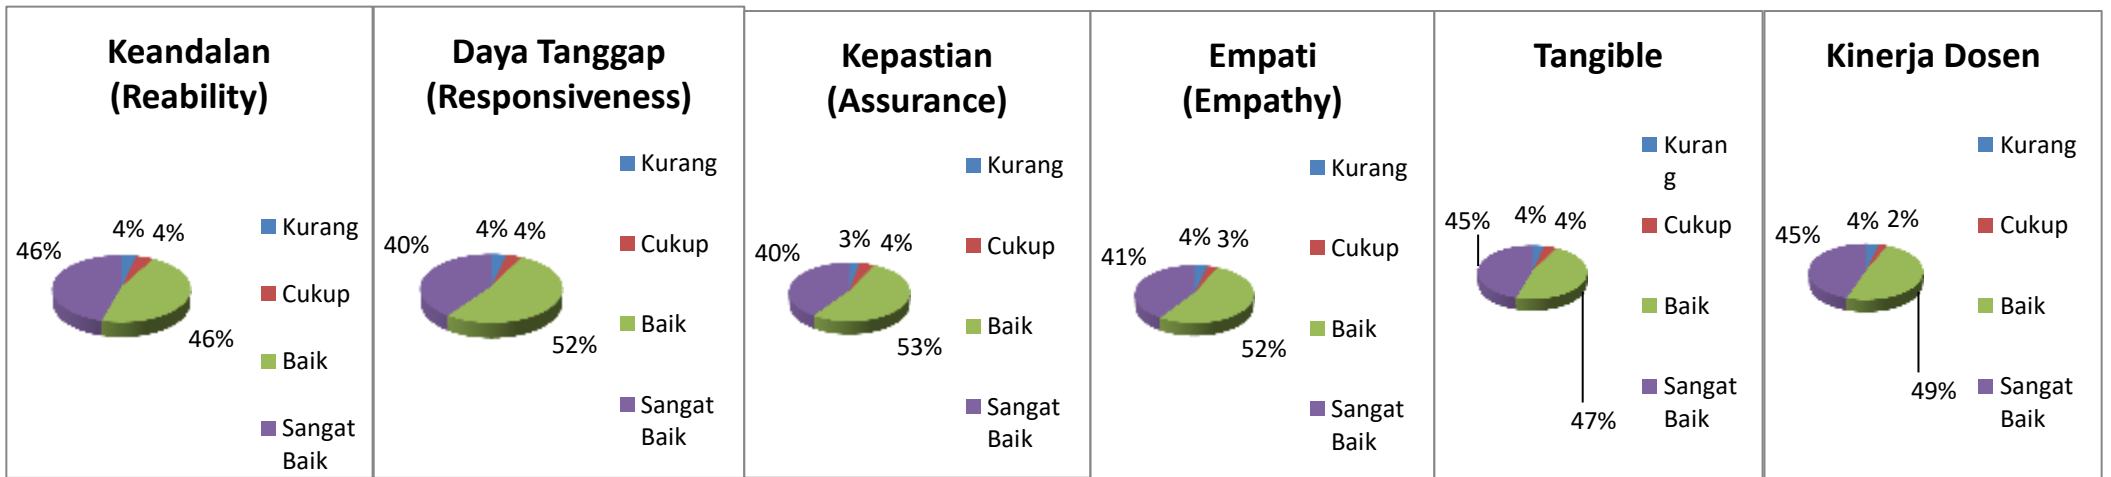 Keandalan
(Reability)
46%
4%
4%
46%
Kurang
Cukup
Baik
Sangat
Baik
Daya Tanggap
(Responsiveness)
40%
4%
4%
52%
Kurang
Cukup
Baik
Sangat
Baik
Kepastian
(Assurance)
40%
3%
4%
53%
Kurang
Cukup
Baik
Sangat
Baik
Empati
(Empathy)
41%
4%
3%
52%
Kurang
Cukup
Baik
Sangat
Baik
Tangible
45%
4%
4%
47%
Kuran
g
Cukup
Baik
Sangat
Baik
Kinerja Dosen
45%
4%
2%
49%
Kurang
Cukup
Baik
Sangat
Baik